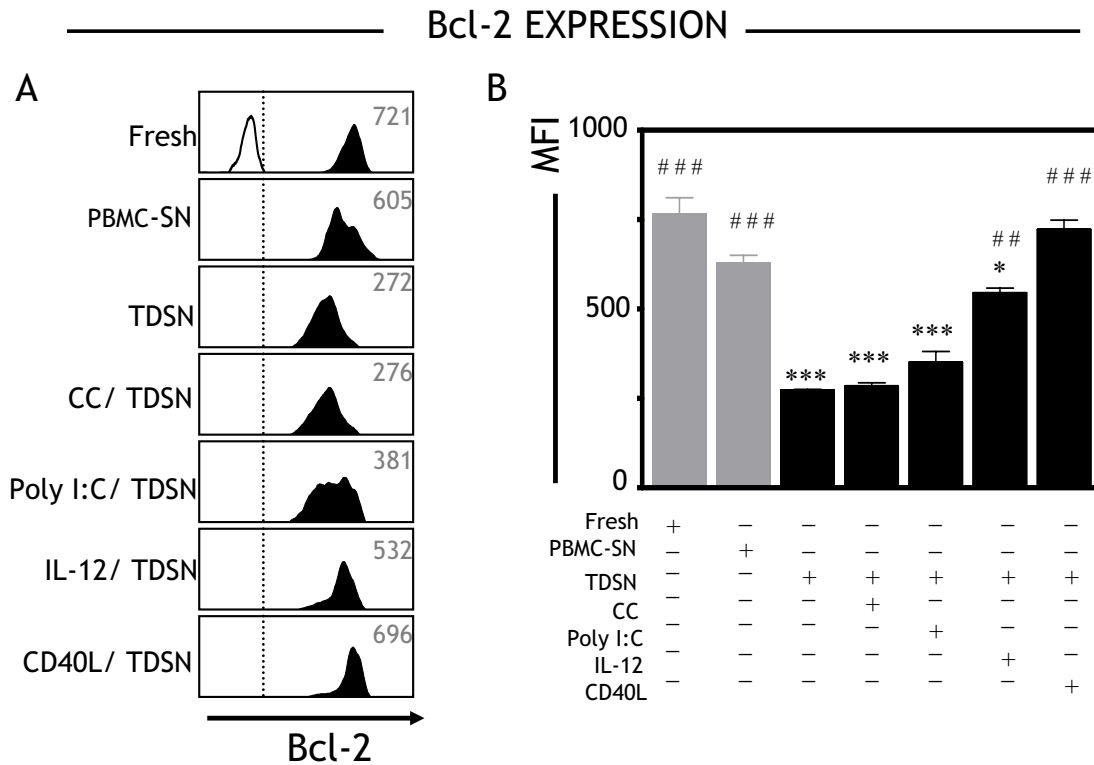 Bcl-2 EXPRESSION
A
Fresh
721
PBMC-SN
605
TDSN
272
CC/ TDSN
276
Poly I:C/ TDSN
381
IL-12/ TDSN
532
CD40L/ TDSN
696
Bcl-2
B
MFI
1000
500
0
###
###
***
***
***
##
*
###
Fresh + – – – – – –
PBMC-SN – + – – – – –
TDSN – – + + + + +
CC – – – + – – –
Poly I:C – – – – + – –
IL-12 – – – – – + –
CD40L – – – – – – +